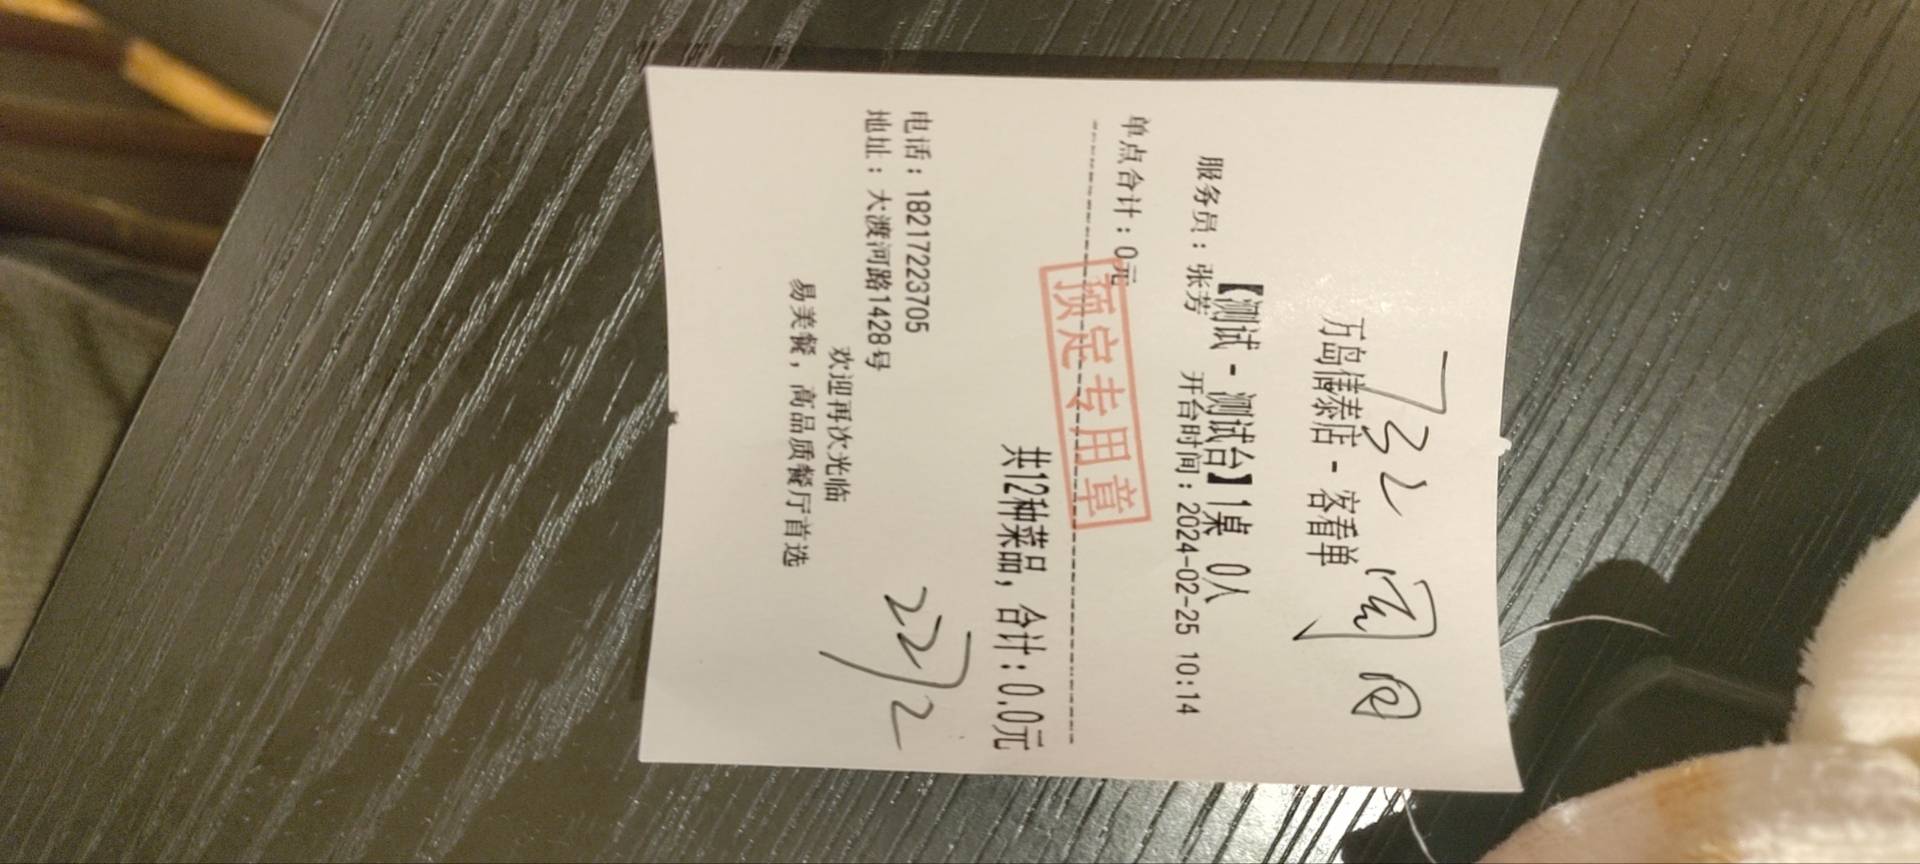 万岛傣泰店 - 客看单
【测试 - 测试台】1桌 0人
服务员：张芳 开台时间：2024-02-25 10:14
单点合计：0元
预定专用章
共12种菜品，合计：0.0元
电话：18217223705
地址：大渡河路1428号
欢迎再次光临
易美餐，高品质餐厅首选